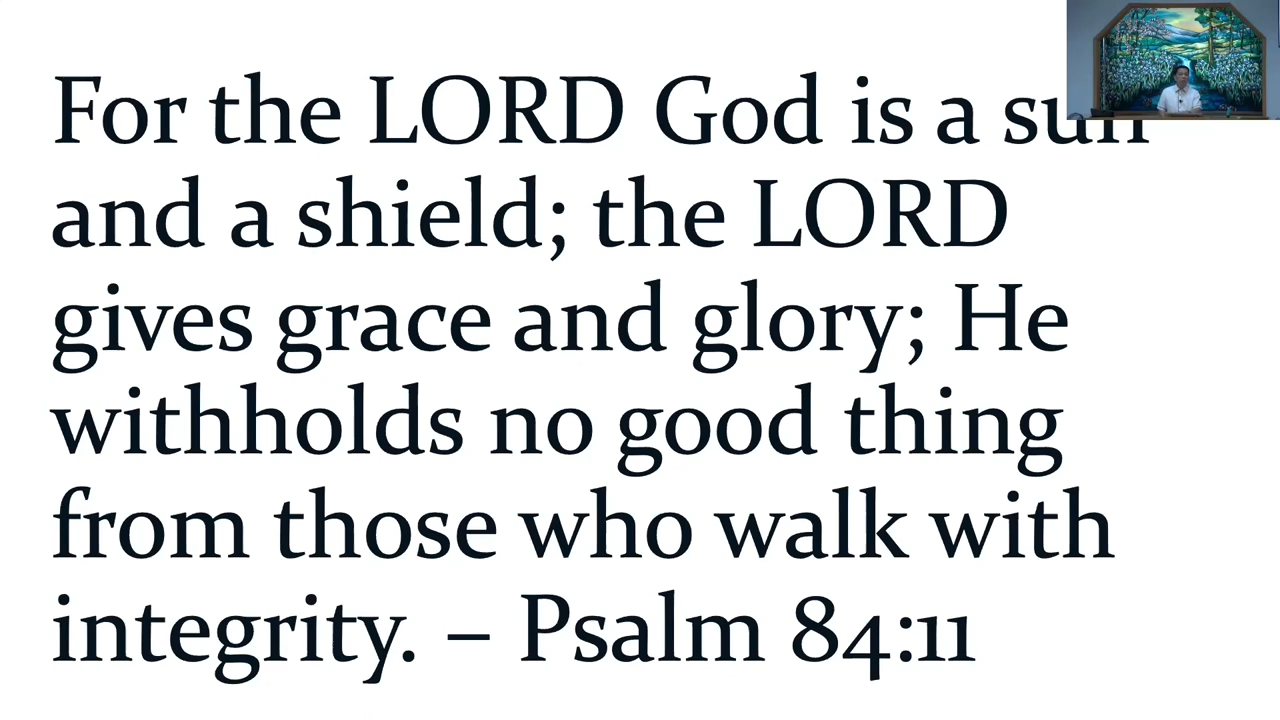 For the LORD God is a sun
and a shield; the LORD
gives grace and glory; He
withholds no good thing
from those who walk with
integrity. – Psalm 84:11